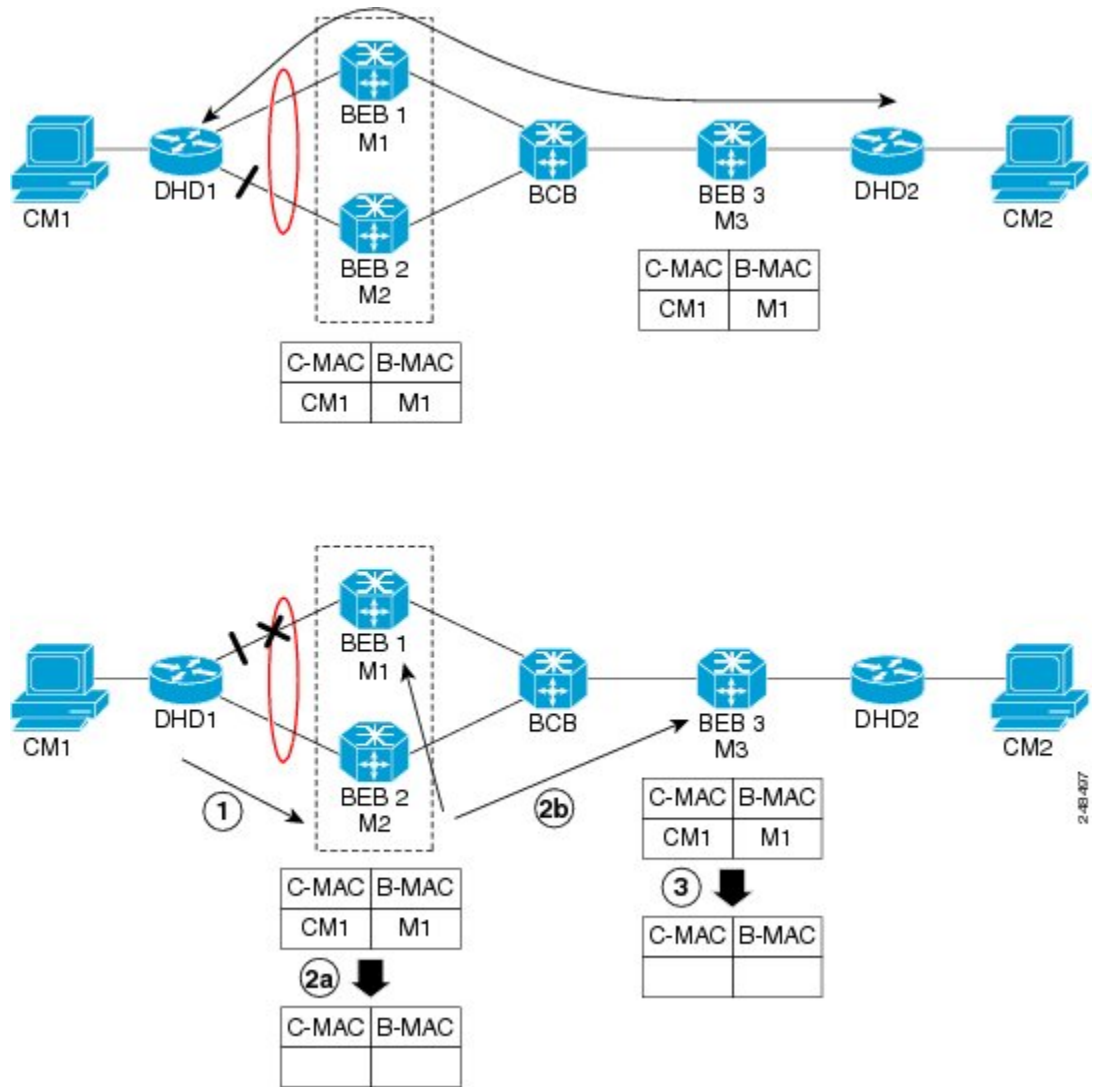 BEB 1
M1
CM1
DHD1
BEB 2
M2
BCB
BEB 3
M3
DHD2
CM2
C-MAC B-MAC
CM1 M1
C-MAC B-MAC
CM1 M1
BEB 1
M1
CM1
DHD1
BEB 2
M2
BCB
BEB 3
M3
DHD2
CM2
1
2b
C-MAC B-MAC
CM1 M1
3
C-MAC B-MAC
C-MAC B-MAC
CM1 M1
2a
C-MAC B-MAC
248497